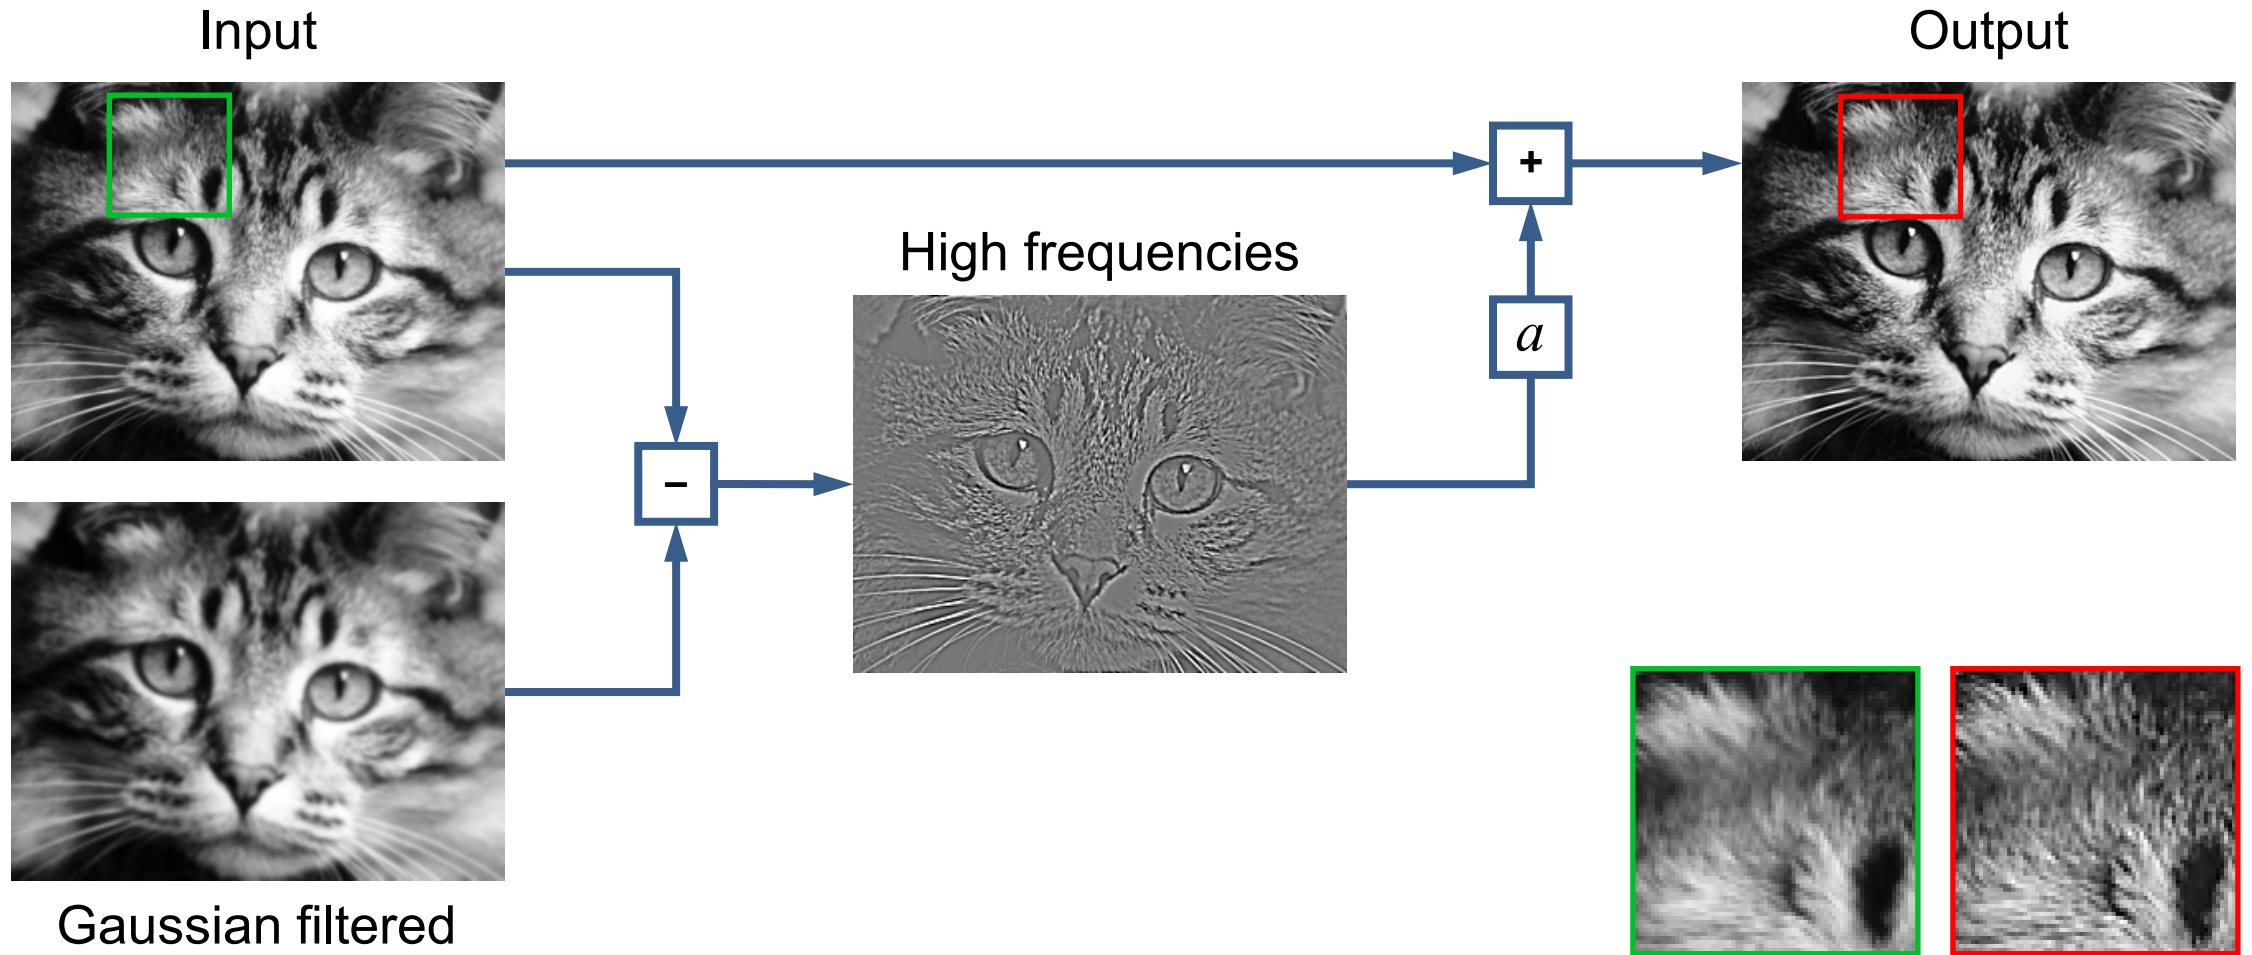 Input
Output
+
High frequencies
a
–
Gaussian filtered